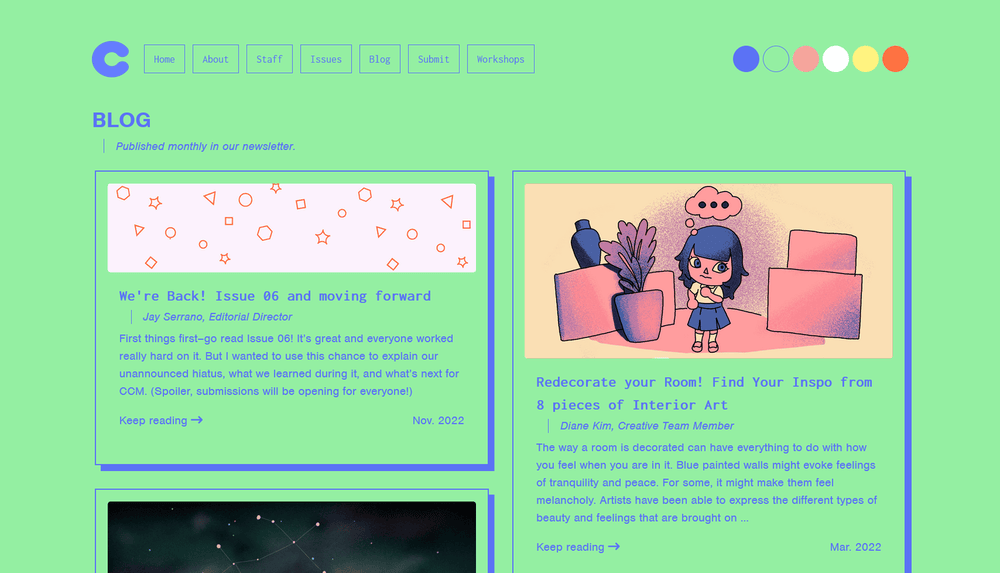 C
Home
About
Staff
Issues
Blog
Submit
Workshops
BLOG
Published monthly in our newsletter.
We're Back! Issue 06 and moving forward
Jay Serrano, Editorial Director
First things first–go read Issue 06! It's great and everyone worked
really hard on it. But I wanted to use this chance to explain our
unannounced hiatus, what we learned during it, and what's next for
CCM. (Spoiler, submissions will be opening for everyone!)
Keep reading →
Nov. 2022
Redecorate your Room! Find Your Inspo from
8 pieces of Interior Art
Diane Kim, Creative Team Member
The way a room is decorated can have everything to do with how
you feel when you are in it. Blue painted walls might evoke feelings
of tranquility and peace. For some, it might make them feel
melancholy. Artists have been able to express the different types of
beauty and feelings that are brought on ...
Keep reading →
Mar. 2022